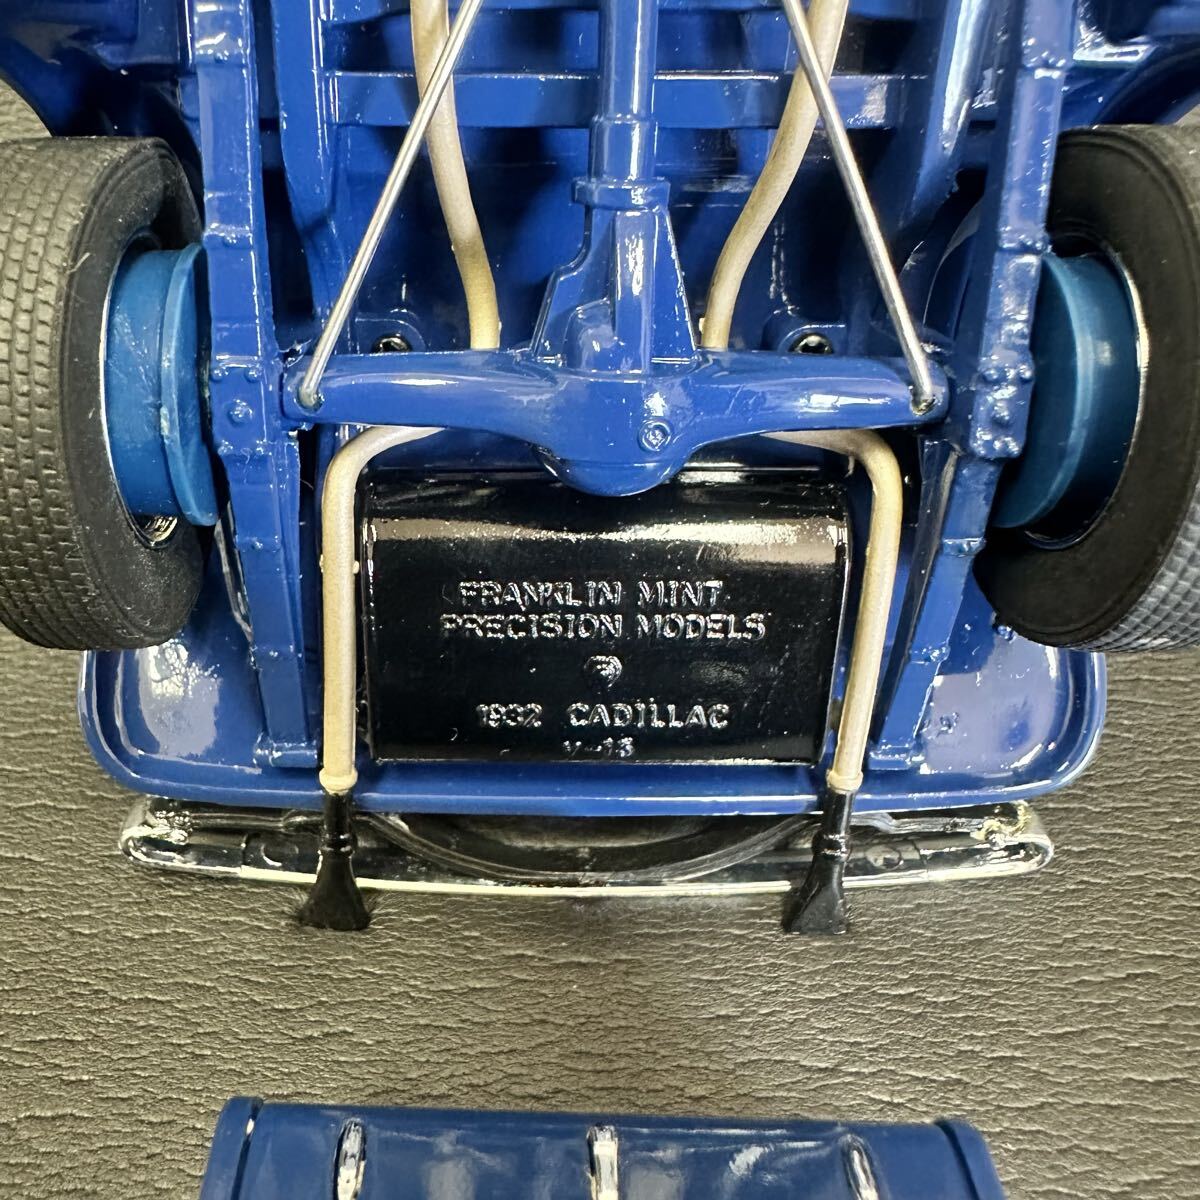 FRANKLIN MINT
PRECISION MODELS
1932 CADILLAC
V-16